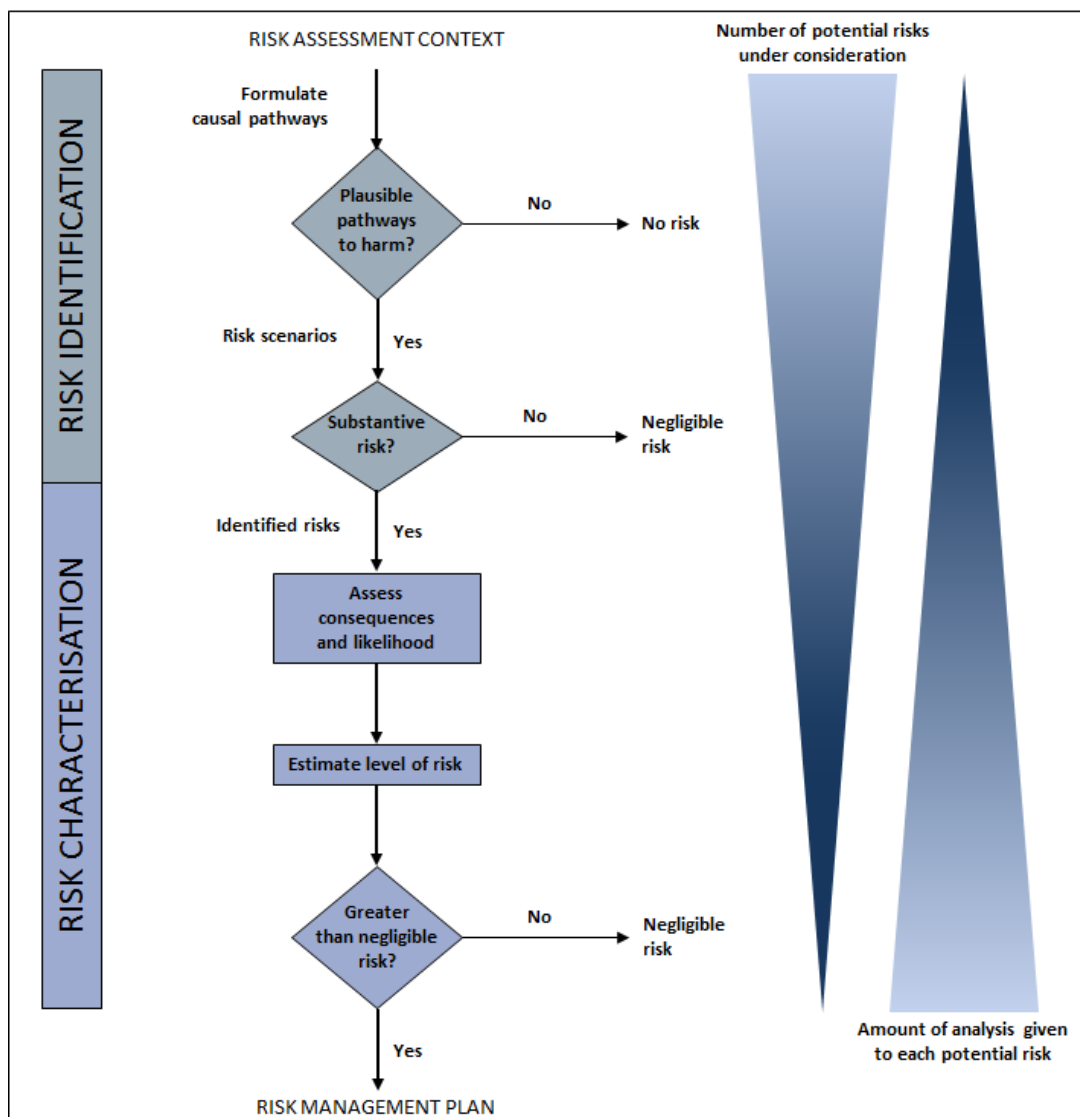 RISK ASSESSMENT CONTEXT
Number of potential risks
under consideration
RISK IDENTIFICATION
Formulate
causal pathways
Plausible
pathways
to harm?
No
No risk
Risk scenarios
Yes
Substantive
risk?
No
Negligible
risk
RISK CHARACTERISATION
Identified risks
Yes
Assess
consequences
and likelihood
Estimate level of risk
Greater
than negligible
risk?
No
Negligible
risk
Amount of analysis given
to each potential risk
Yes
RISK MANAGEMENT PLAN